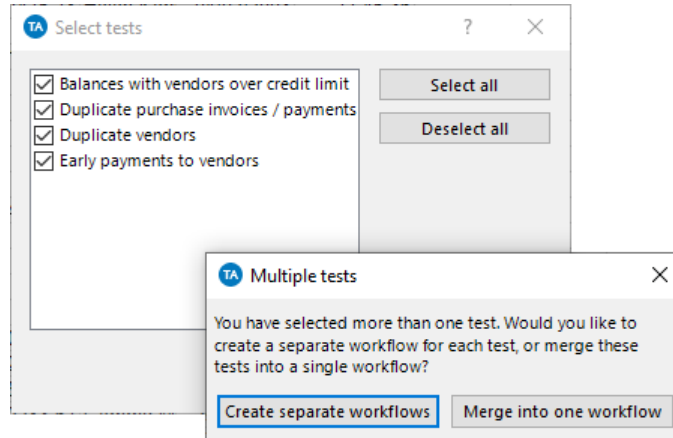 TA Select tests ?
Balances with vendors over credit limit
Duplicate purchase invoices / payments
Duplicate vendors
Early payments to vendors
Select all
Deselect all
TA Multiple tests
You have selected more than one test. Would you like to
create a separate workflow for each test, or merge these
tests into a single workflow?
Create separate workflows
Merge into one workflow